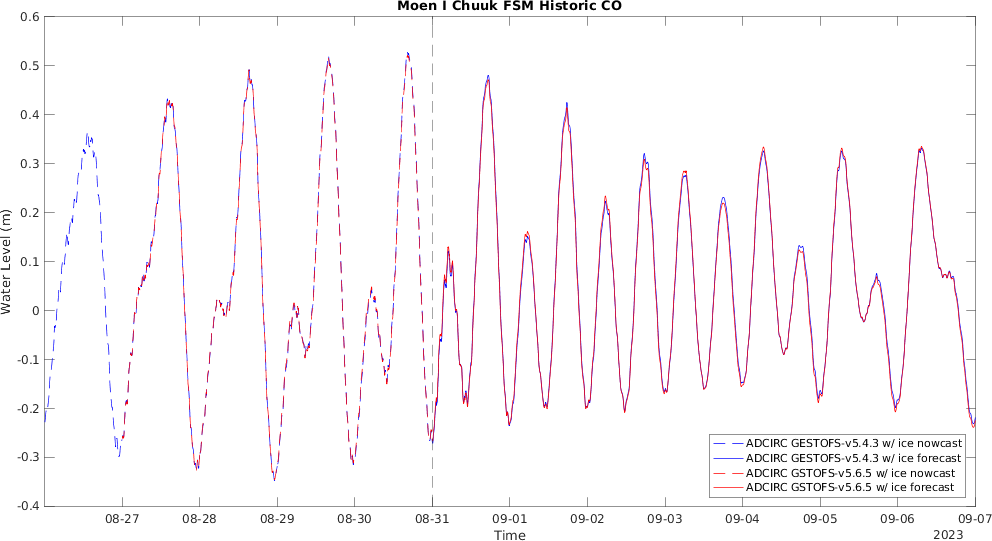 Moen I Chuuk FSM Historic CO
0.6
0.5
0.4
0.3
0.2
0.1
0
-0.1
-0.2
-0.3
-0.4
Water Level (m)
ADCIRC GESTOFS-v5.4.3 w/ ice nowcast
ADCIRC GESTOFS-v5.4.3 w/ ice forecast
ADCIRC GSTOFS-v5.6.5 w/ ice nowcast
ADCIRC GSTOFS-v5.6.5 w/ ice forecast
08-27 08-28 08-29 08-30 08-31 09-01 09-02 09-03 09-04 09-05 09-06 09-07
Time
2023